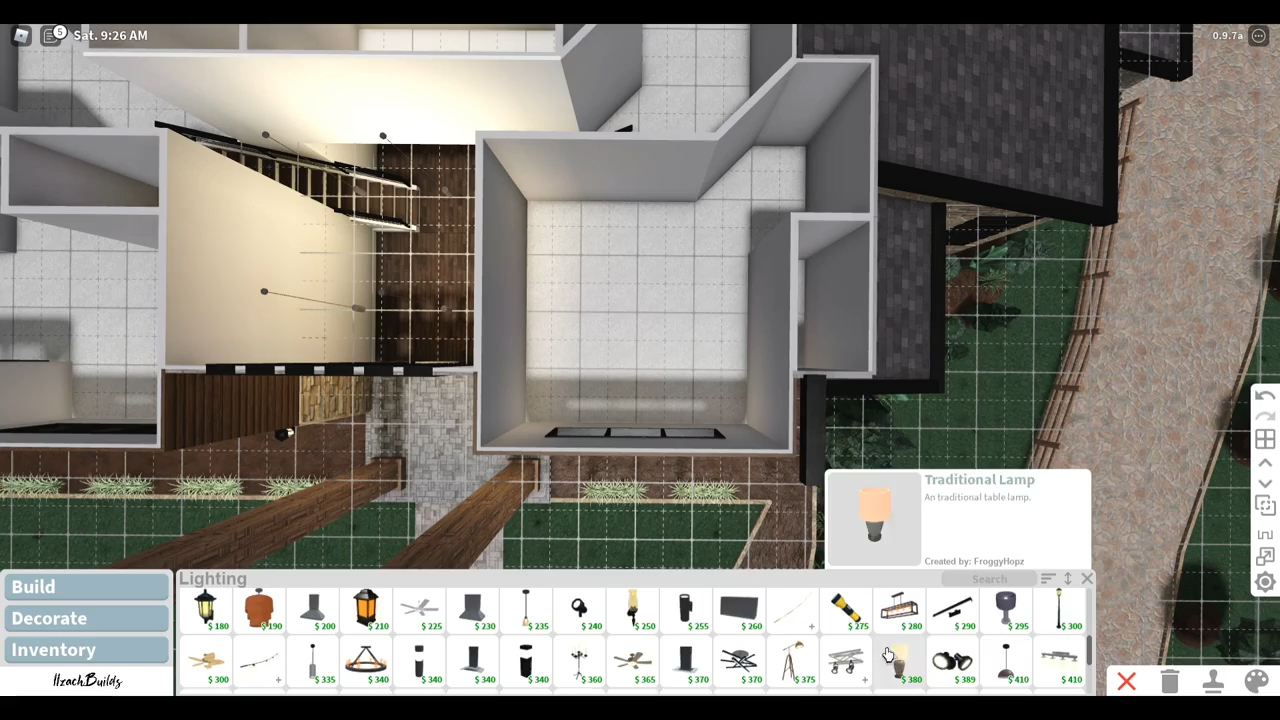 5 Sat. 9:26 AM
0.9.7a
Traditional Lamp
An traditional table lamp.
Created by: FroggyHopz
Build
Decorate
Inventory
Lighting
Search
$ 180 $ 190 $ 200 $ 210 $ 225 $ 230 $ 235 $ 240 $ 250 $ 255 $ 260 + $ 275 $ 280 $ 290 $ 295 $ 300
$ 300 + $ 335 $ 340 $ 340 $ 340 $ 340 $ 360 $ 365 $ 370 $ 370 $ 375 + $ 380 $ 389 $ 410 $ 410
IIzachBuilds